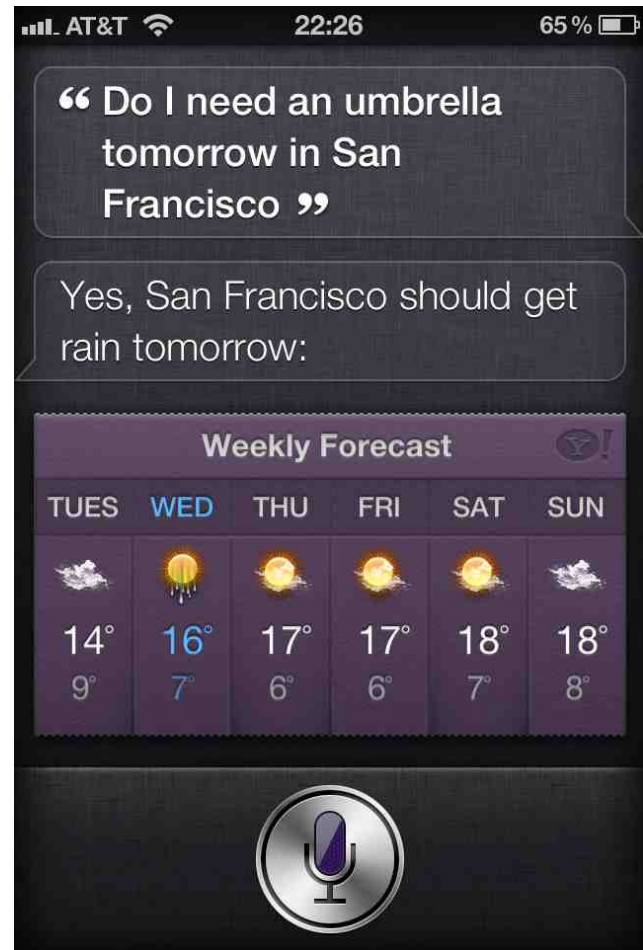 AT&T 22:26 65%
“ Do I need an umbrella
tomorrow in San
Francisco ”
Yes, San Francisco should get
rain tomorrow:
Weekly Forecast Y!
TUES WED THU FRI SAT SUN
14° 16° 17° 17° 18° 18°
9° 7° 6° 6° 7° 8°